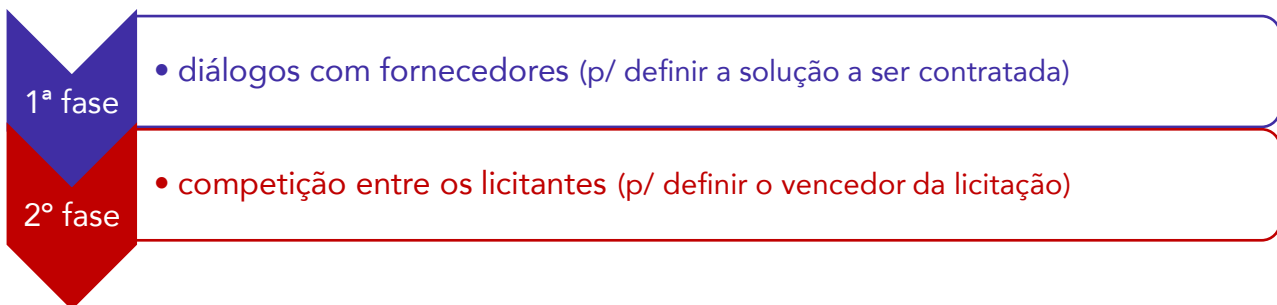 1ª fase
• diálogos com fornecedores (p/ definir a solução a ser contratada)
2º fase
• competição entre os licitantes (p/ definir o vencedor da licitação)